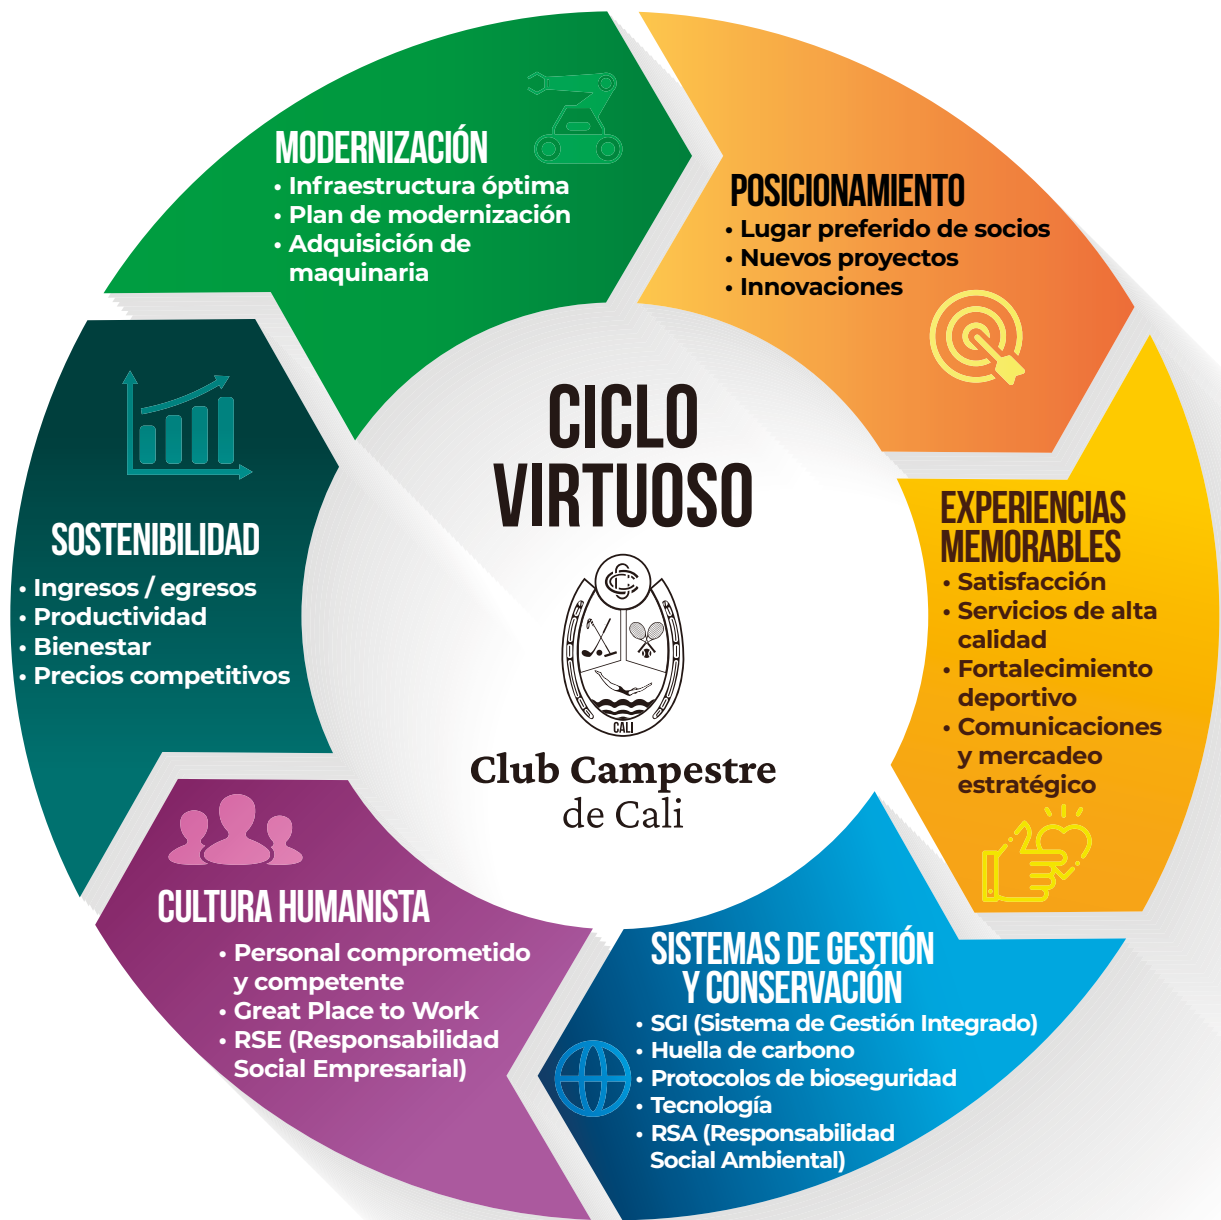 MODERNIZACIÓN
• Infraestructura óptima
• Plan de modernización
• Adquisición de
maquinaria
POSICIONAMIENTO
• Lugar preferido de socios
• Nuevos proyectos
• Innovaciones
EXPERIENCIAS
MEMORABLES
• Satisfacción
• Servicios de alta
calidad
• Fortalecimiento
deportivo
• Comunicaciones
y mercadeo
estratégico
SISTEMAS DE GESTIÓN
Y CONSERVACIÓN
• SGI (Sistema de Gestión Integrado)
• Huella de carbono
• Protocolos de bioseguridad
• Tecnología
• RSA (Responsabilidad
Social Ambiental)
CULTURA HUMANISTA
• Personal comprometido
y competente
• Great Place to Work
• RSE (Responsabilidad
Social Empresarial)
SOSTENIBILIDAD
• Ingresos / egresos
• Productividad
• Bienestar
• Precios competitivos
CICLO
VIRTUOSO
CALI
Club Campestre
de Cali